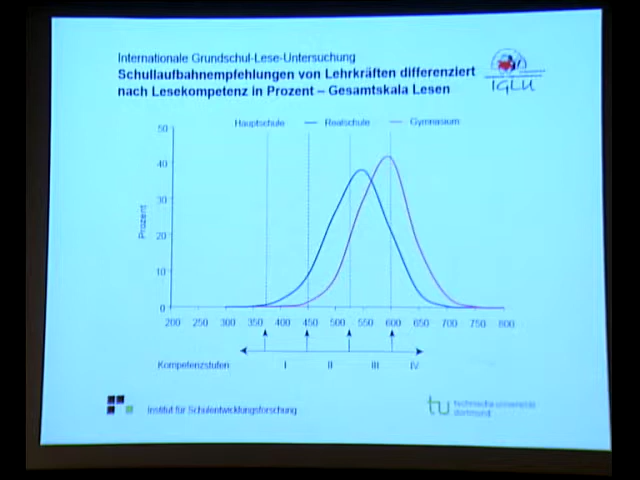 Internationale Grundschul-Lese-Untersuchung
Schullaufbahnempfehlungen von Lehrkräften differenziert
nach Lesekompetenz in Prozent – Gesamtskala Lesen
IGLU
Hauptschule — Realschule — Gymnasium
50
40
30
20
10
0
Prozent
200 250 300 350 400 450 500 550 600 650 700 750 800
Kompetenzstufen I II III IV
Institut für Schulentwicklungsforschung
tu technische universität
dortmund